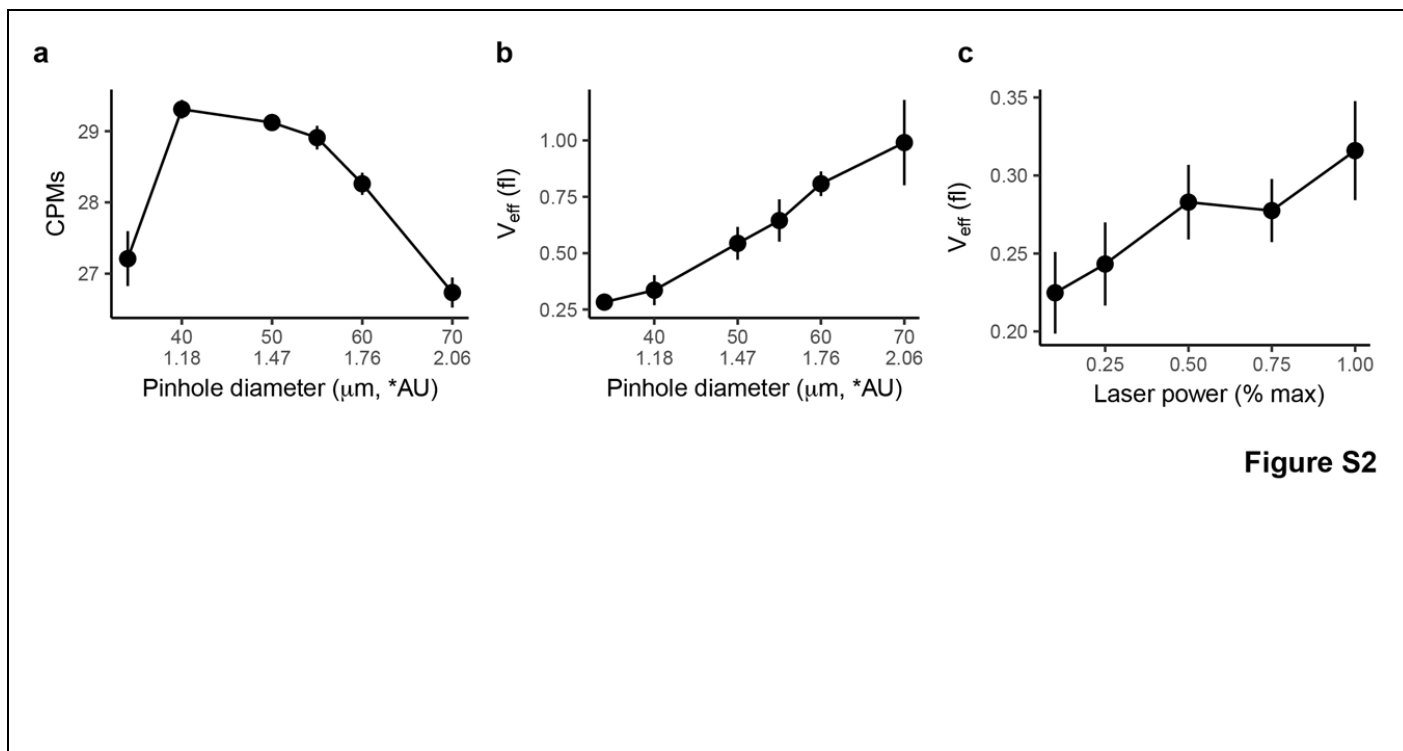 a
CPMs
29
28
27
40 50 60 70
1.18 1.47 1.76 2.06
Pinhole diameter (μm, *AU)
b
V_eff (fl)
1.00
0.75
0.50
0.25
40 50 60 70
1.18 1.47 1.76 2.06
Pinhole diameter (μm, *AU)
c
V_eff (fl)
0.35
0.30
0.25
0.20
0.25 0.50 0.75 1.00
Laser power (% max)
Figure S2